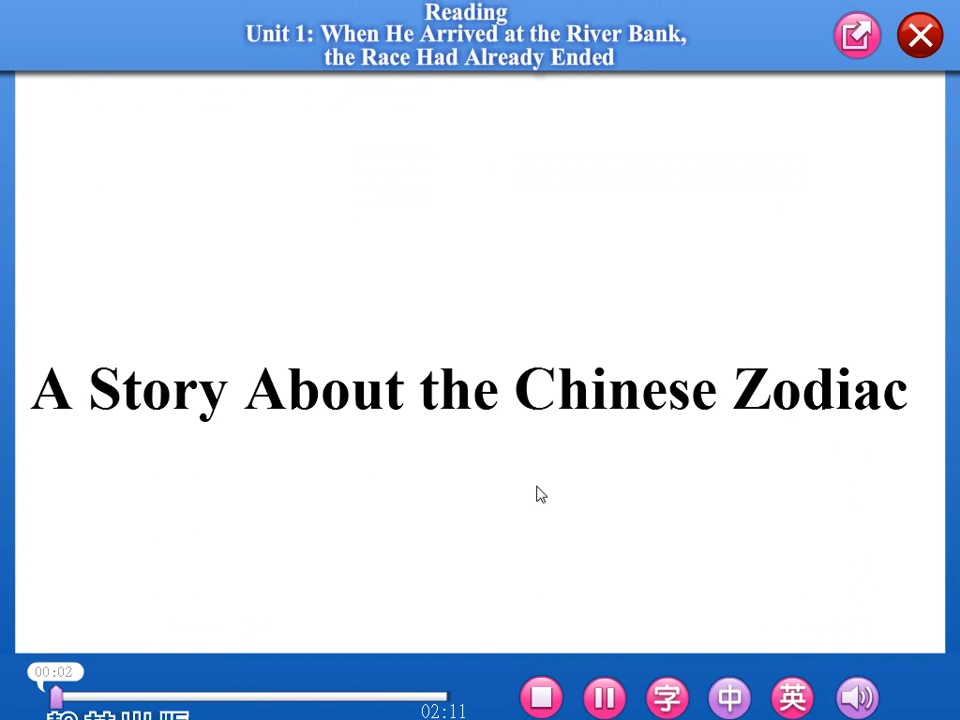 Reading
Unit 1: When He Arrived at the River Bank,
the Race Had Already Ended
A Story About the Chinese Zodiac
00:02
02:11
字 中 英